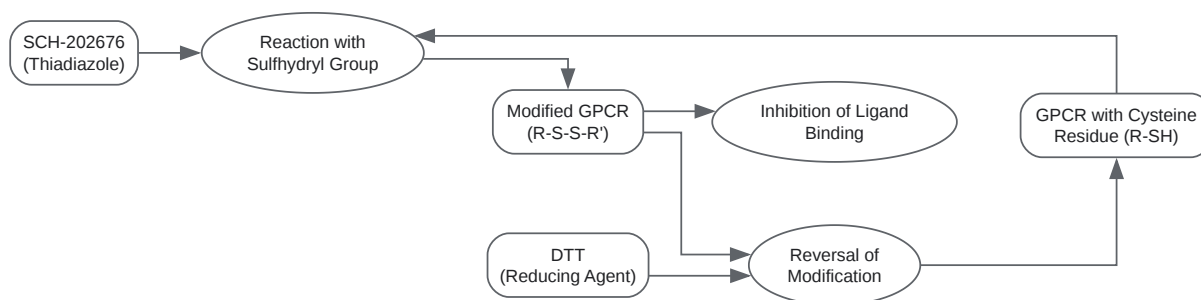 SCH-202676
(Thiadiazole)
Reaction with
Sulfhydryl Group
Modified GPCR
(R-S-S-R')
Inhibition of Ligand
Binding
GPCR with Cysteine
Residue (R-SH)
DTT
(Reducing Agent)
Reversal of
Modification